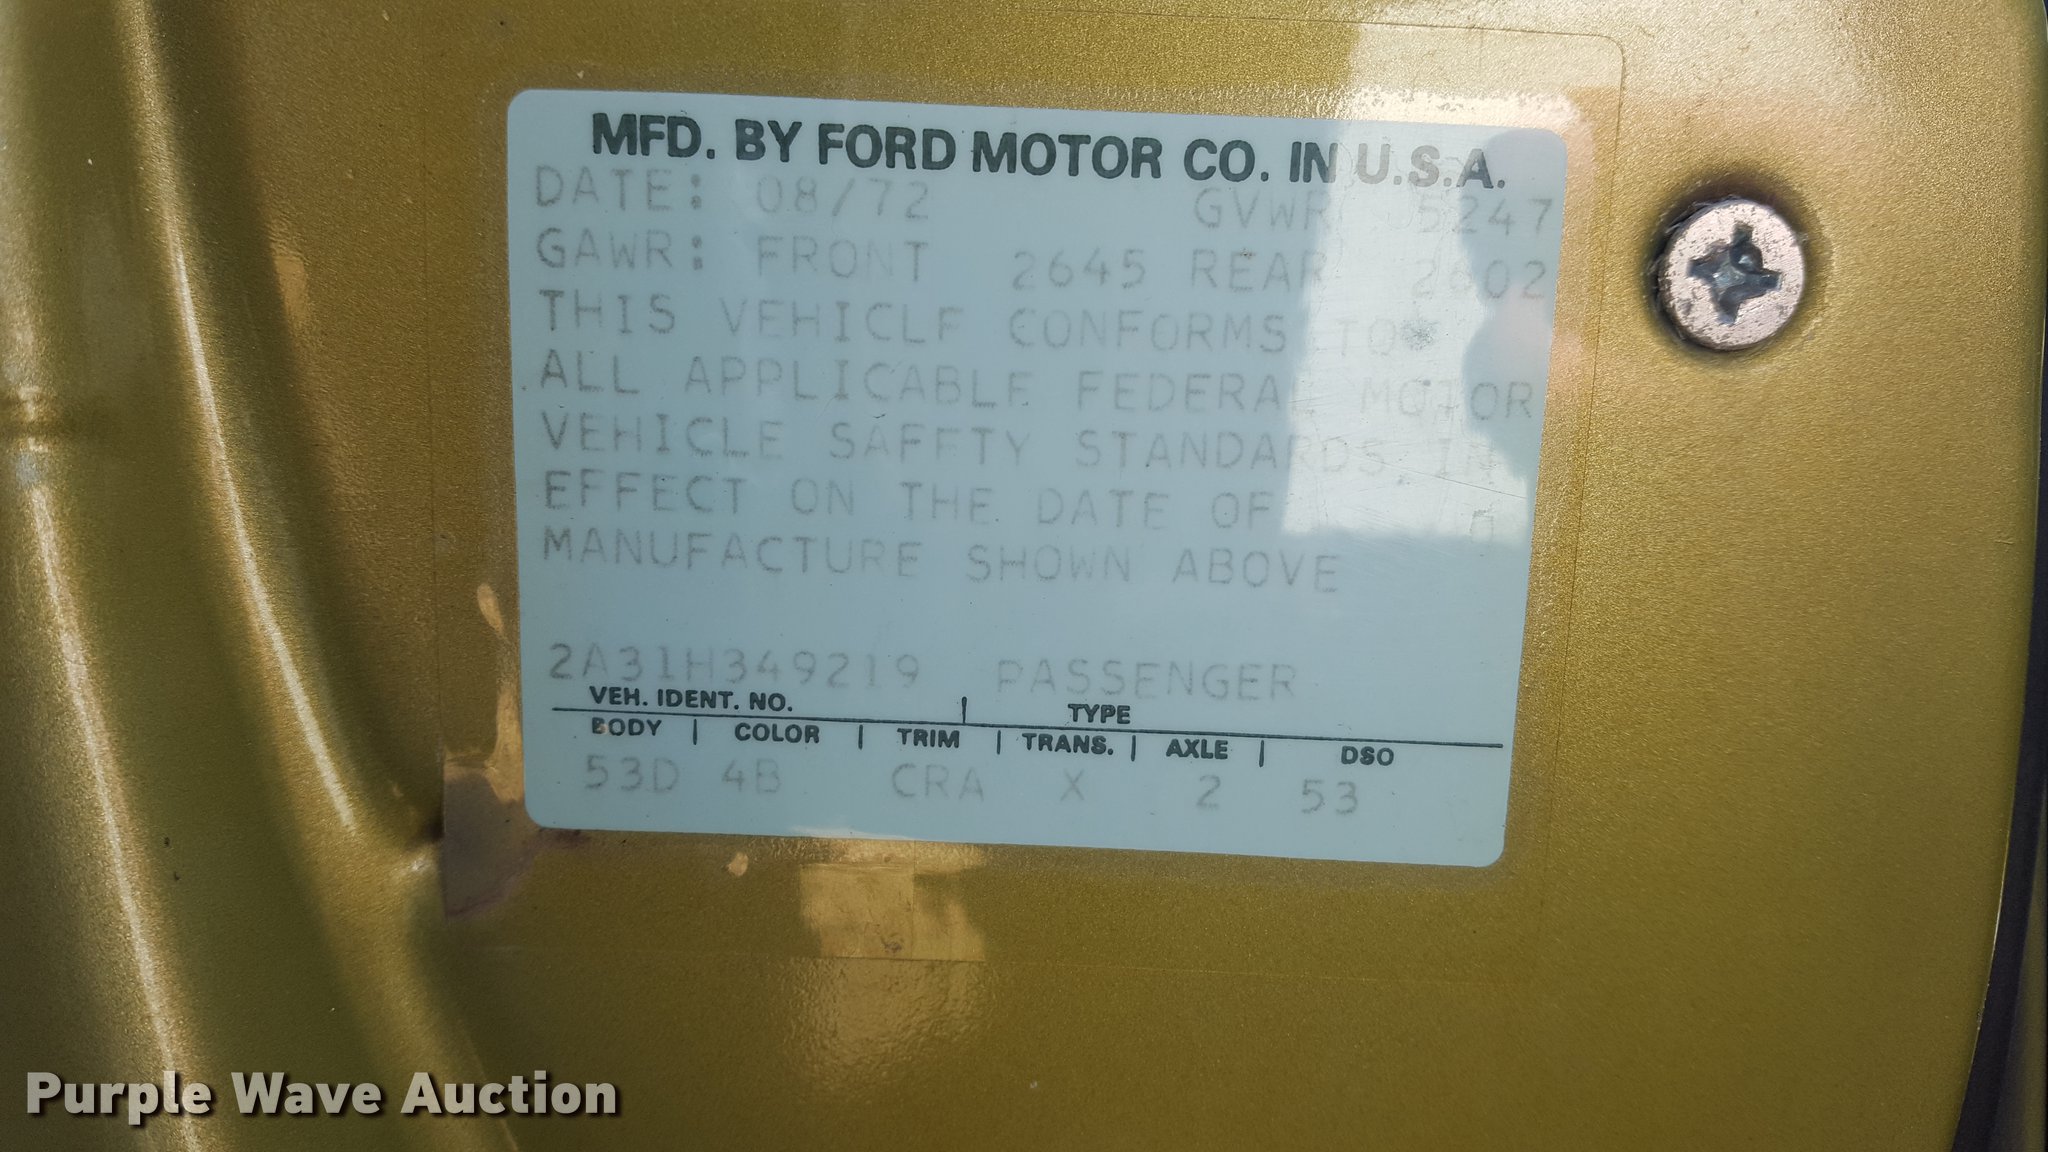 MFD. BY FORD MOTOR CO. IN U.S.A.
DATE: 08/72 GVWR 5247
GAWR: FRONT 2645 REAR 2602
THIS VEHICLE CONFORMS TO
ALL APPLICABLE FEDERAL MOTOR
VEHICLE SAFFTY STANDARDS IN
EFFECT ON THE DATE OF
MANUFACTURE SHOWN ABOVE
2A31H349219 PASSENGER
VEH. IDENT. NO. | TYPE
BODY | COLOR | TRIM | TRANS. | AXLE | DSO
53D 4B CRA X 2 53
Purple Wave Auction